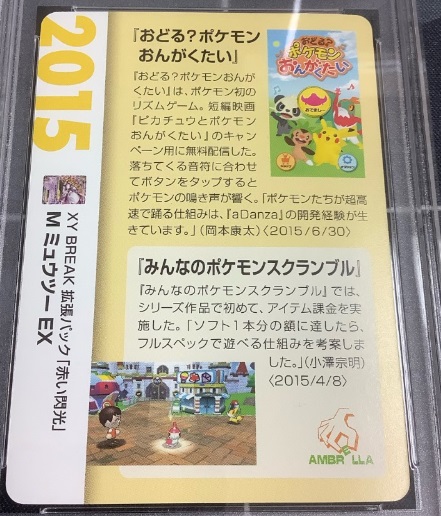 2015
XY BREAK 拡張パック「赤い閃光」
M ミュウツーEX
『おどる?ポケモン
おんがくたい』
『おどる?ポケモンおんが
くたい』は、ポケモン初の
リズムゲーム。短編映画
『ピカチュウとポケモン
おんがくたい』のキャン
ペーン用に無料配信した。
落ちてくる音符に合わせ
てボタンをタップすると
ポケモンの鳴き声が響く。「ポケモンたちが超高
速で踊る仕組みは、『aDanza』の開発経験が生
きています。」(岡本康太)〈2015/6/30〉
おどる?
ポケモン
おんがくたい
『みんなのポケモンスクランブル』
『みんなのポケモンスクランブル』では、
シリーズ作品で初めて、アイテム課金を実
施した。「ソフト1本分の額に達したら、
フルスペックで遊べる仕組みを考案しま
した。」(小澤宗明)
〈2015/4/8〉
AMBRELLA